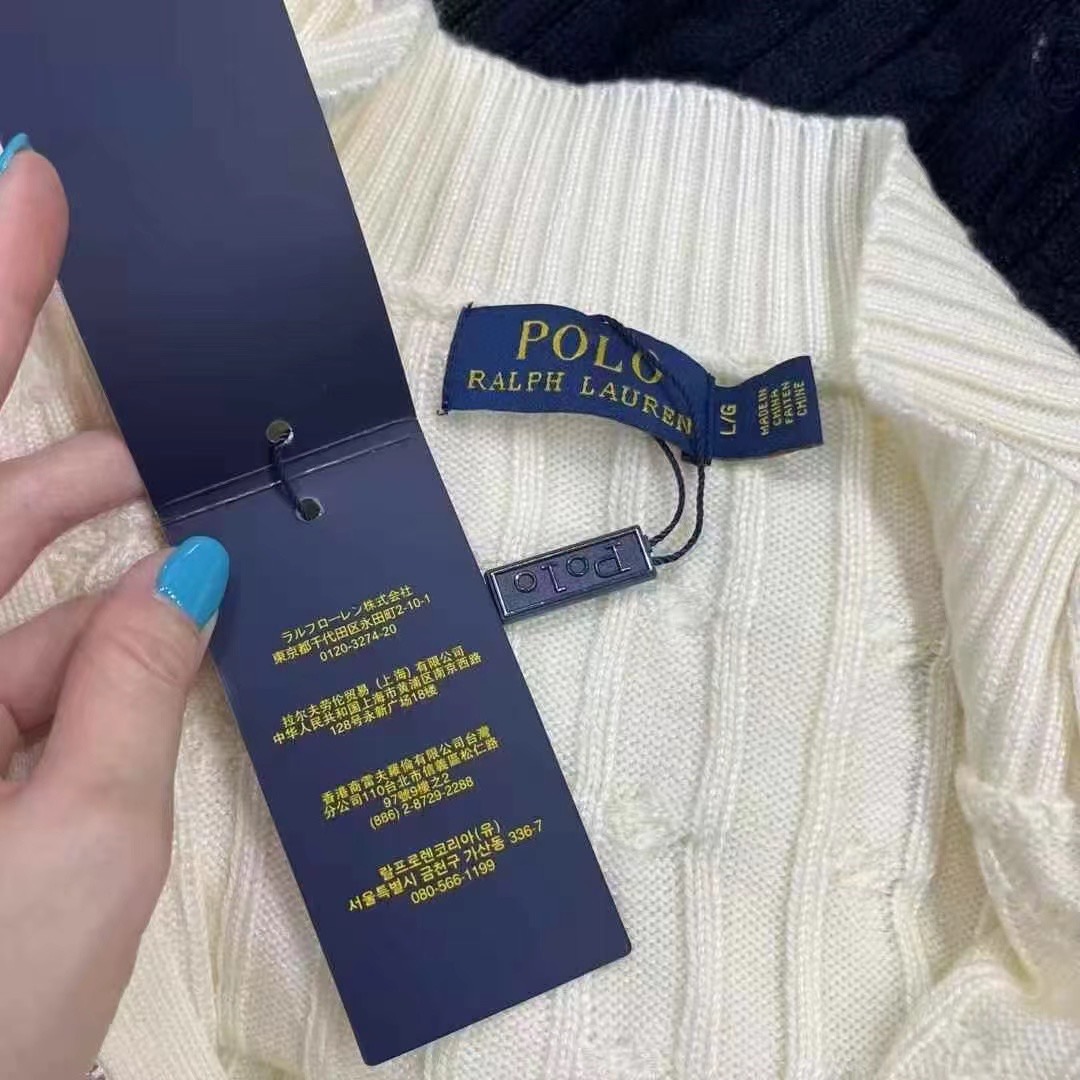 POLO
RALPH LAUREN
L/G
MADE IN
CHINA
FAIT EN
CHINE
Polo
ラルフローレン株式会社
東京都千代田区永田町2-10-1
0120-3274-20
拉尔夫劳伦贸易（上海）有限公司
中华人民共和国上海市黄浦区南京西路
128号永新广场18楼
香港商雷夫羅倫有限公司台灣
分公司110台北市信義區松仁路
97號9樓之2
(886) 2-8729-2288
랄프로렌코리아(유)
서울특별시 금천구 가산동 336-7
080-566-1199